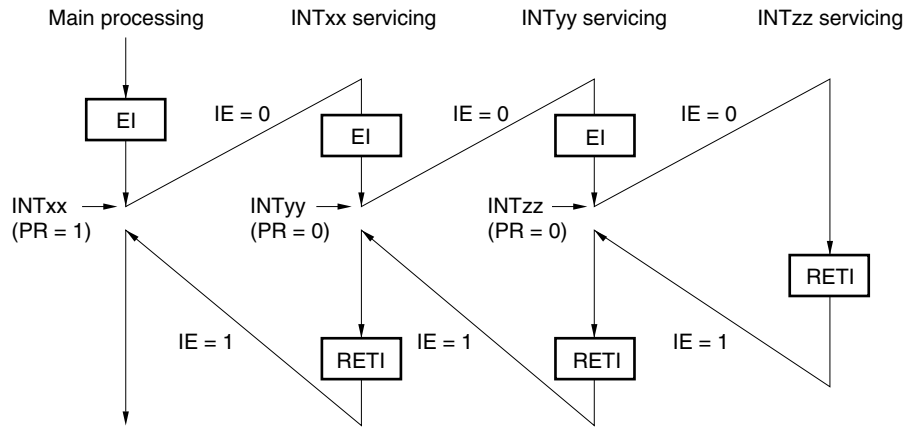 Main processing
INTxx servicing
INTyy servicing
INTzz servicing
EI
IE = 0
EI
IE = 0
EI
IE = 0
INTxx
(PR = 1)
INTyy
(PR = 0)
INTzz
(PR = 0)
RETI
IE = 1
RETI
IE = 1
RETI
IE = 1